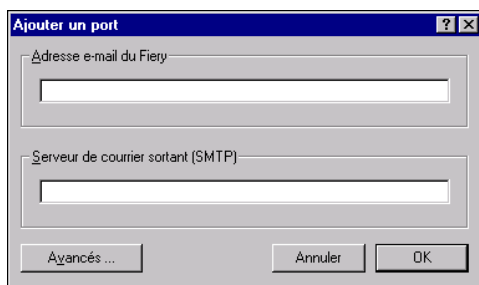 Ajouter un port
Adresse e-mail du Fiery
Serveur de courrier sortant (SMTP)
Avancés ...
Annuler
OK